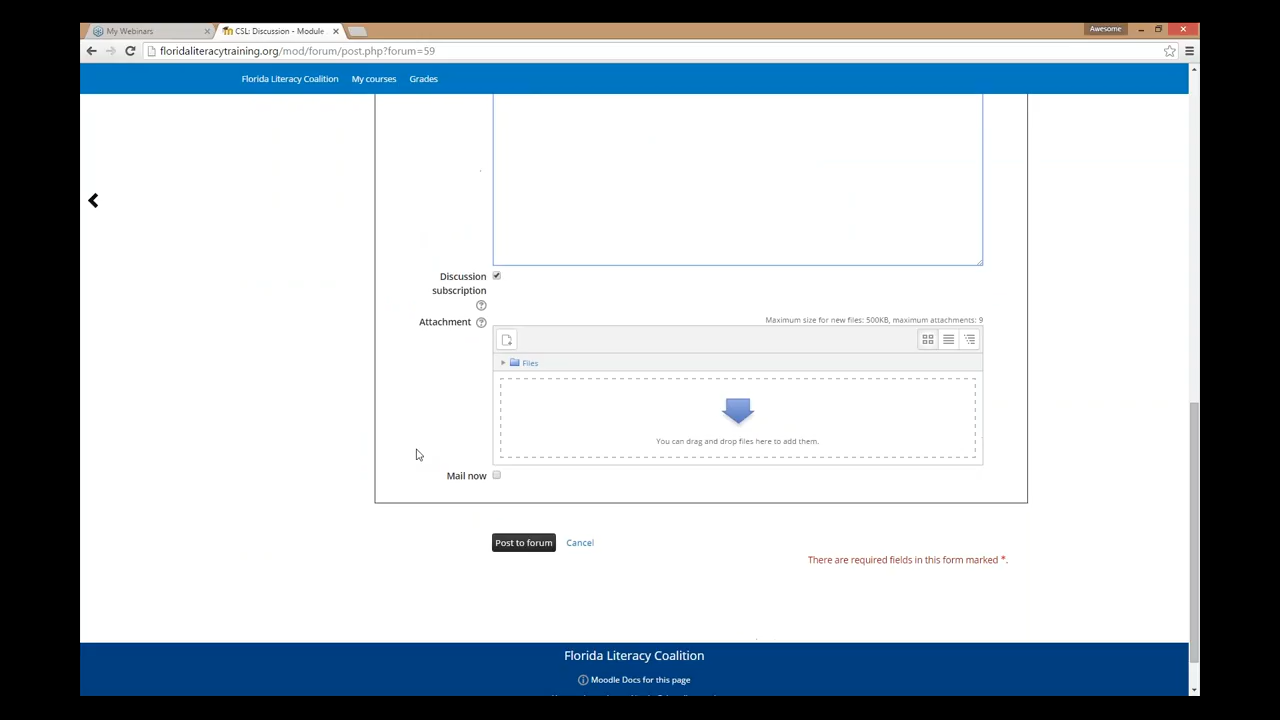 My Webinars
CSL: Discussion - Module
Awesome
floridaliteracytraining.org/mod/forum/post.php?forum=59
Florida Literacy Coalition My courses Grades
Discussion
subscription
Attachment
Maximum size for new files: 500KB, maximum attachments: 9
Files
You can drag and drop files here to add them.
Mail now
Post to forum Cancel
There are required fields in this form marked *.
Florida Literacy Coalition
Moodle Docs for this page